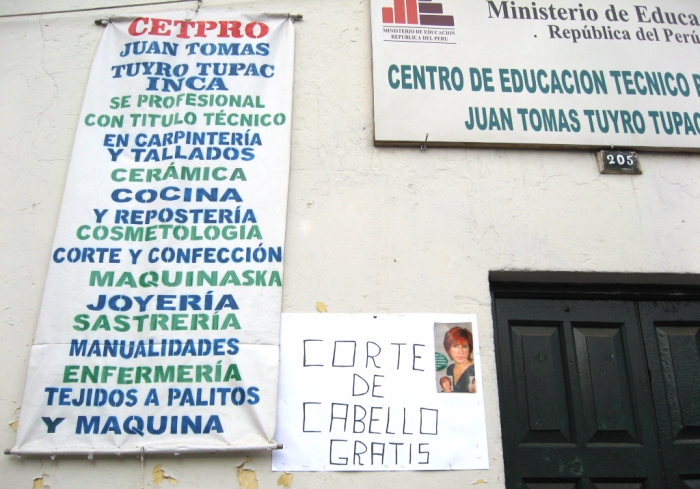 CETPRO
JUAN TOMAS
TUYRO TUPAC
INCA
SE PROFESIONAL
CON TITULO TÉCNICO
EN CARPINTERÍA
Y TALLADOS
CERÁMICA
COCINA
Y REPOSTERÍA
COSMETOLOGIA
CORTE Y CONFECCIÓN
MAQUINASKA
JOYERÍA
SASTRERÍA
MANUALIDADES
ENFERMERÍA
TEJIDOS A PALITOS
Y MAQUINA
MINISTERIO DE EDUCACION
REPUBLICA DEL PERU
Ministerio de Educa
República del Perú
CENTRO DE EDUCACION TECNICO
JUAN TOMAS TUYRO TUPAC
205
CORTE
DE
CABELLO
GRATIS